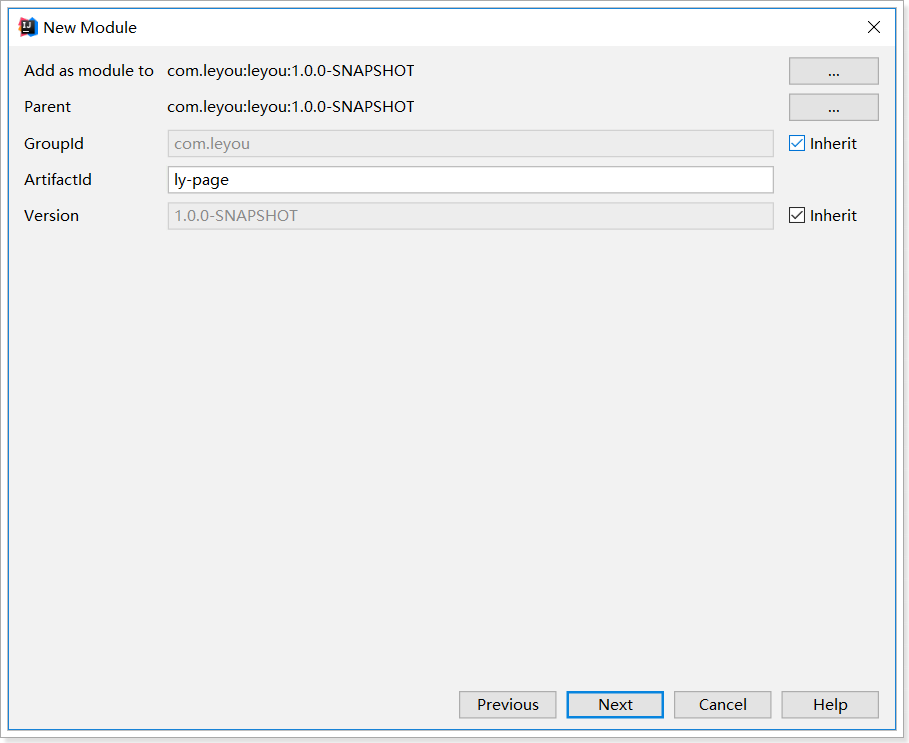 New Module
Add as module to com.leyou:leyou:1.0.0-SNAPSHOT ...
Parent com.leyou:leyou:1.0.0-SNAPSHOT ...
GroupId com.leyou Inherit
ArtifactId ly-page
Version 1.0.0-SNAPSHOT Inherit
Previous Next Cancel Help